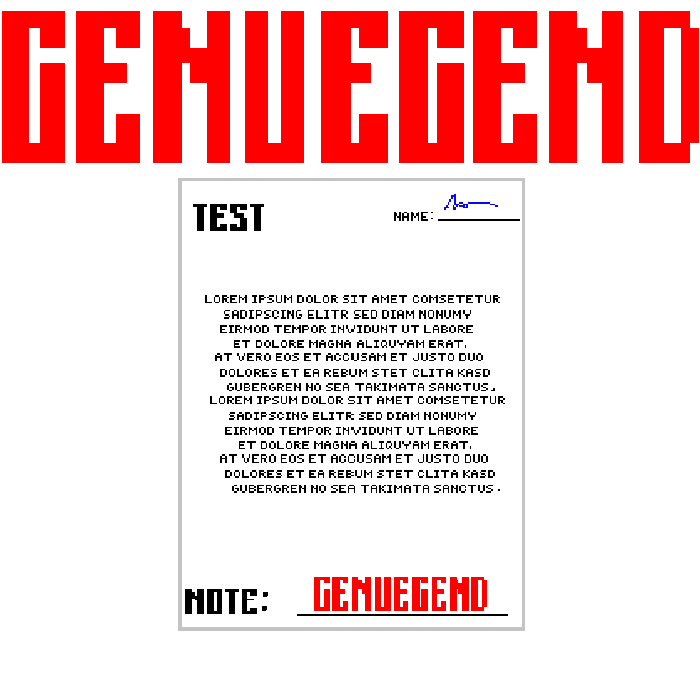 GENUEGEND
TEST
NAME:
LOREM IPSUM DOLOR SIT AMET COMSETETUR
SADIPSCING ELITR SED DIAM NONUMY
EIRMOD TEMPOR INVIDUNT UT LABORE
ET DOLORE MAGNA ALIQUYAM ERAT.
AT VERO EOS ET ACCUSAM ET JUSTO DUO
DOLORES ET EA REBUM STET CLITA KASD
GUBERGREN NO SEA TAKIMATA SANCTUS.
LOREM IPSUM DOLOR SIT AMET COMSETETUR
SADIPSCING ELITR SED DIAM NONUMY
EIRMOD TEMPOR INVIDUNT UT LABORE
ET DOLORE MAGNA ALIQUYAM ERAT.
AT VERO EOS ET ACCUSAM ET JUSTO DUO
DOLORES ET EA REBUM STET CLITA KASD
GUBERGREN NO SEA TAKIMATA SANCTUS.
NOTE: GENUEGEND